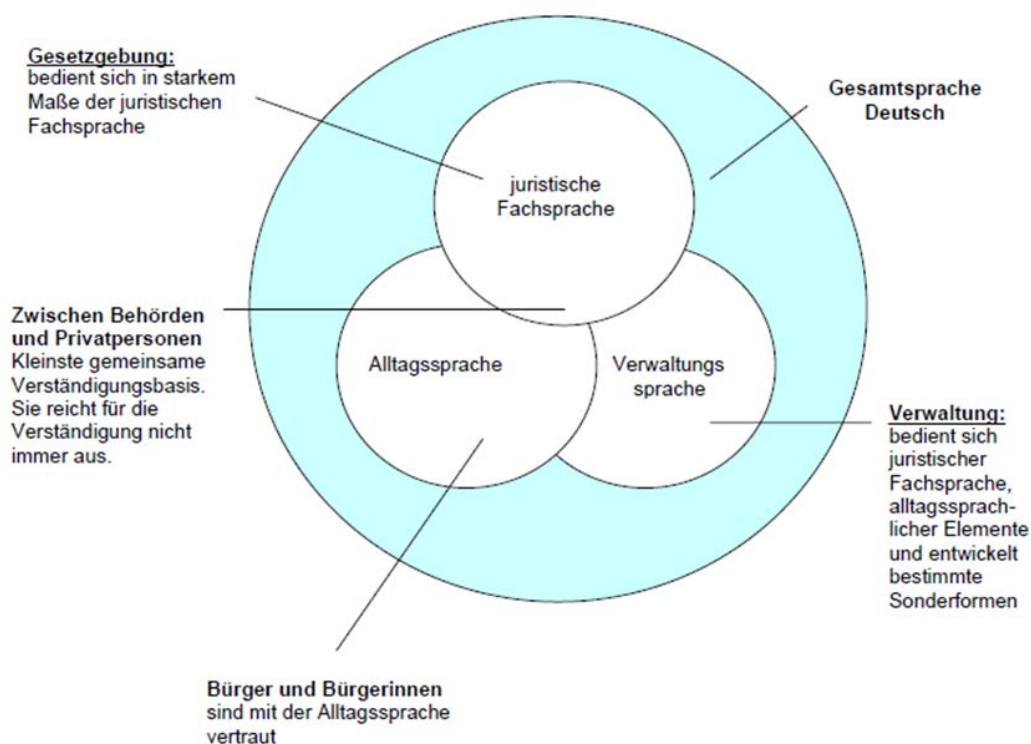 Gesetzgebung:
bedient sich in starkem
Maße der juristischen
Fachsprache
Gesamtsprache
Deutsch
juristische
Fachsprache
Zwischen Behörden
und Privatpersonen
Kleinste gemeinsame
Verständigungsbasis.
Sie reicht für die
Verständigung nicht
immer aus.
Alltagssprache
Verwaltungs
sprache
Verwaltung:
bedient sich
juristischer
Fachsprache,
alltagssprach-
licher Elemente
und entwickelt
bestimmte
Sonderformen
Bürger und Bürgerinnen
sind mit der Alltagssprache
vertraut